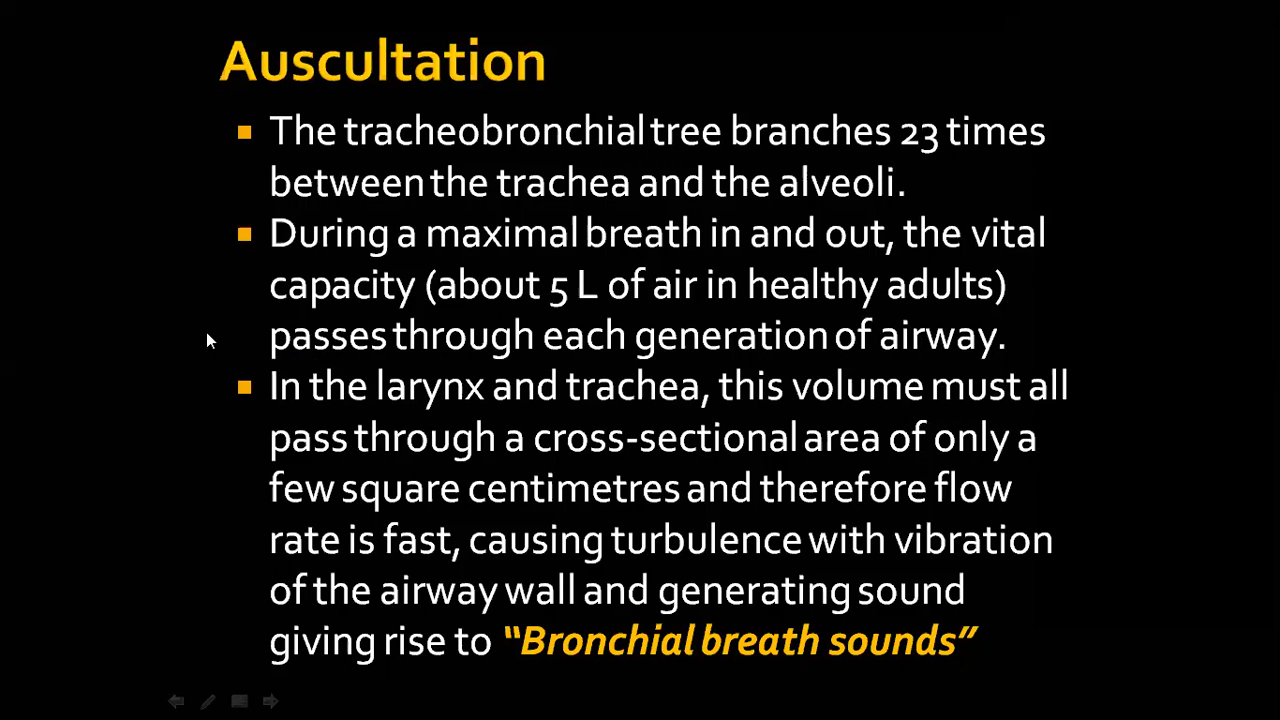 Auscultation
The tracheobronchial tree branches 23 times
between the trachea and the alveoli.
During a maximal breath in and out, the vital
capacity (about 5 L of air in healthy adults)
passes through each generation of airway.
In the larynx and trachea, this volume must all
pass through a cross-sectional area of only a
few square centimetres and therefore flow
rate is fast, causing turbulence with vibration
of the airway wall and generating sound
giving rise to “Bronchial breath sounds”